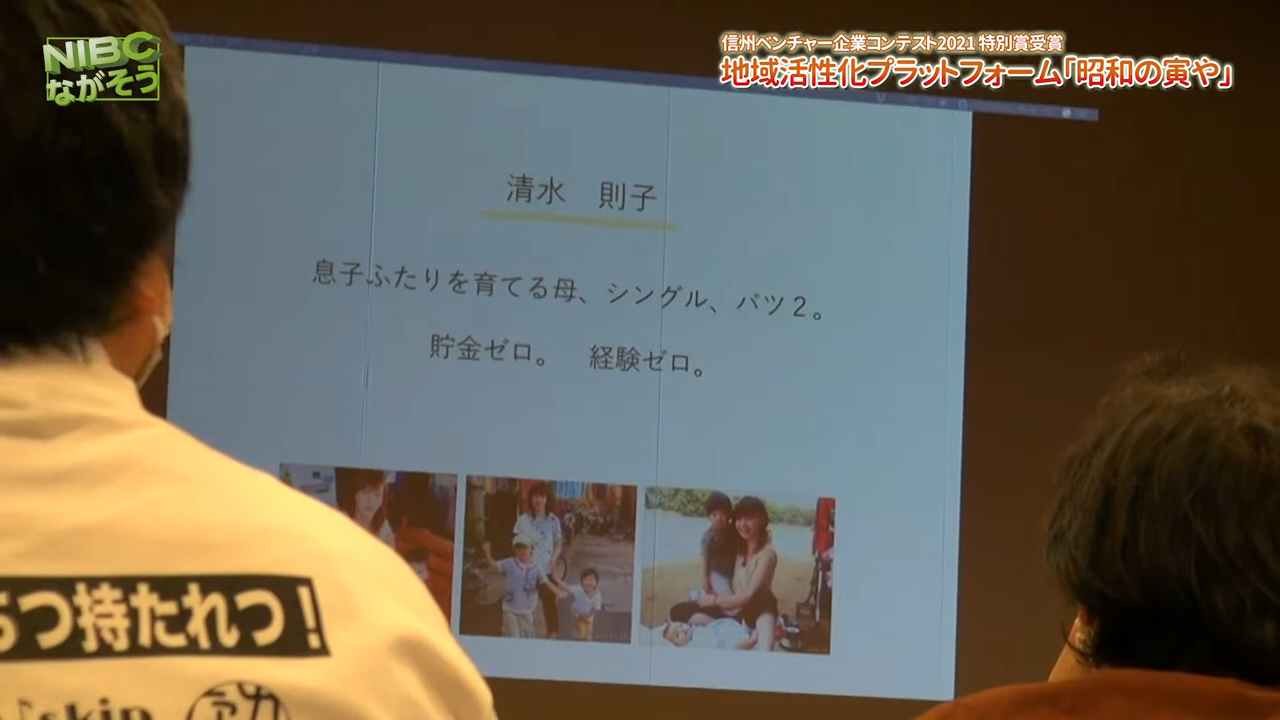 NIBC
ながそう
信州ベンチャー企業コンテスト2021 特別賞受賞
地域活性化プラットフォーム「昭和の寅や」
清水　則子
息子ふたりを育てる母、シングル、バツ２。
貯金ゼロ。　経験ゼロ。
つ持たれつ！
skip